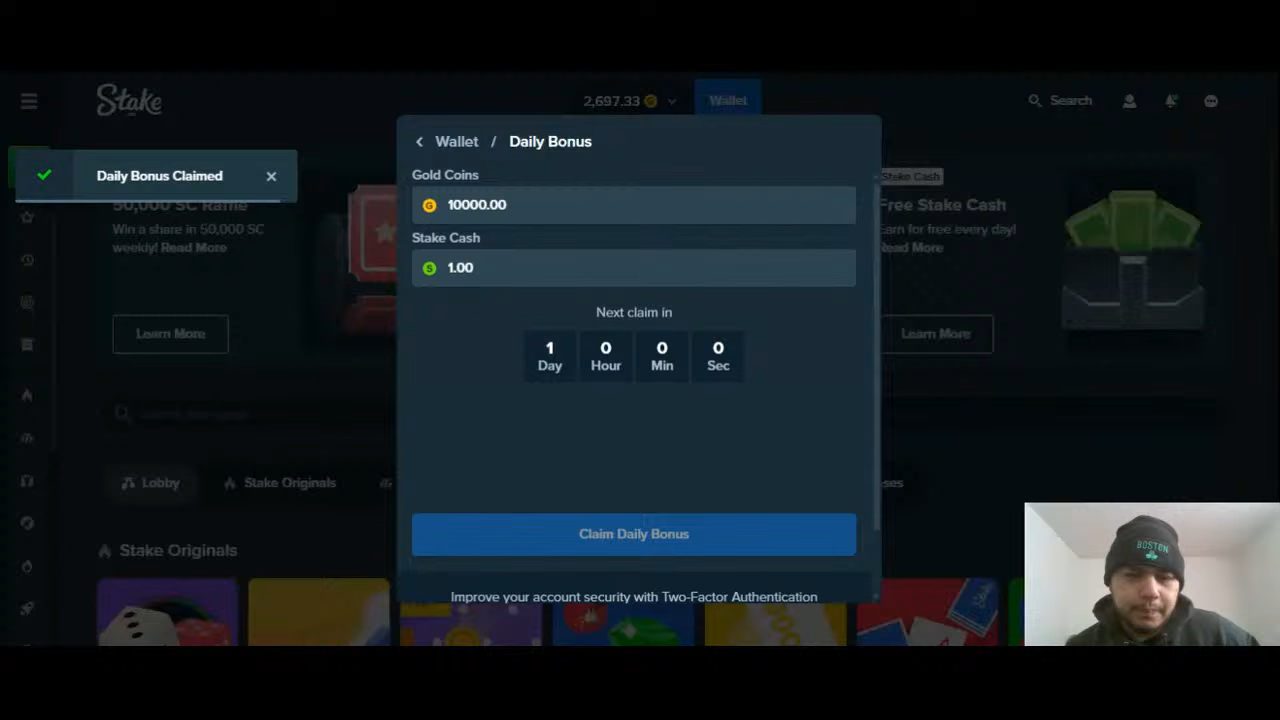 Stake
2,697.33
Wallet
Search
Wallet / Daily Bonus
Daily Bonus Claimed
Gold Coins
10000.00
Stake Cash
1.00
Next claim in
1 0 0 0
Day Hour Min Sec
Claim Daily Bonus
Improve your account security with Two-Factor Authentication
50,000 SC Raffle
Win a share in 50,000 SC
weekly! Read More
Learn More
Stake Cash
Free Stake Cash
Earn for free every day!
Read More
Learn More
Lobby
Stake Originals
Stake Originals
BOSTON